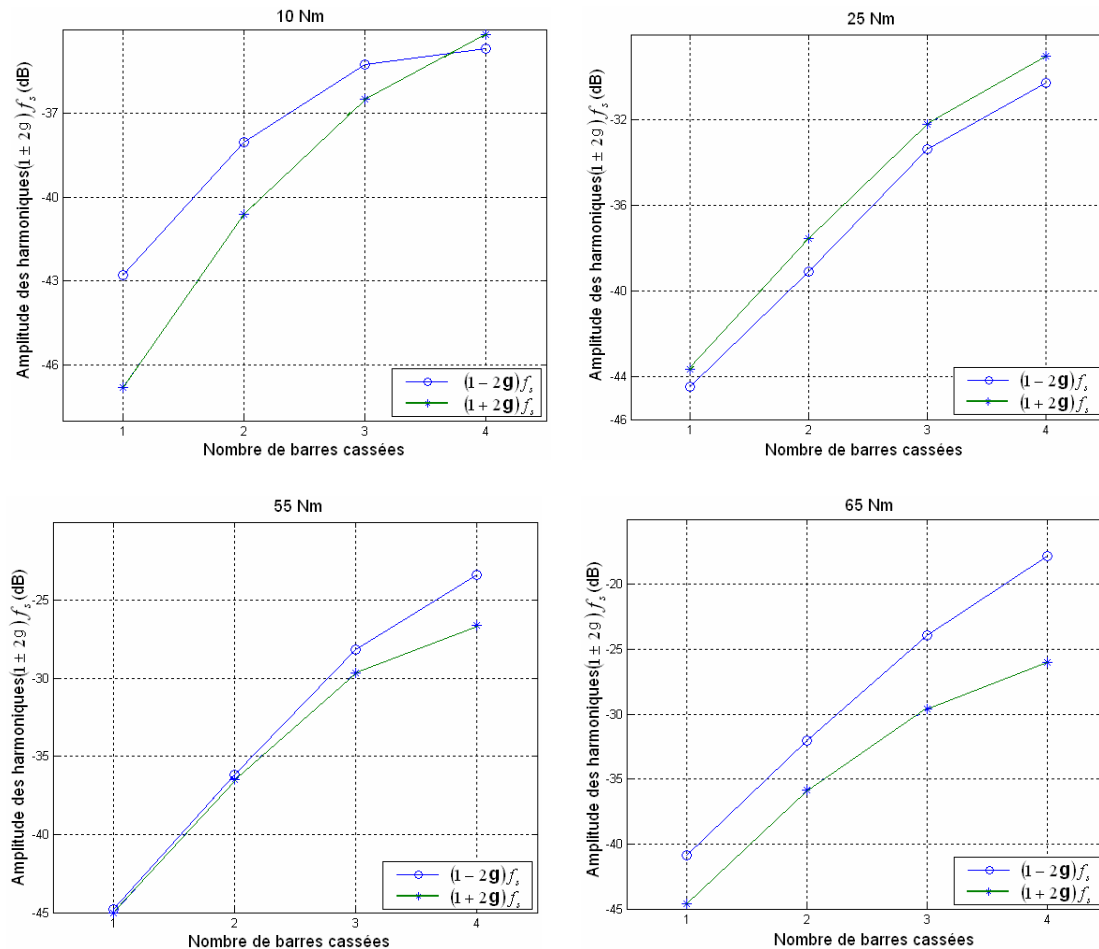 10 Nm
Amplitude des harmoniques(1 ± 2g)f_s (dB)
-37
-40
-43
-46
1 2 3 4
Nombre de barres cassées
(1 − 2g)f_s
(1 + 2g)f_s
25 Nm
Amplitude des harmoniques(1 ± 2g)f_s (dB)
-32
-36
-40
-44
-46
1 2 3 4
Nombre de barres cassées
(1 − 2g)f_s
(1 + 2g)f_s
55 Nm
Amplitude des harmoniques(1 ± 2g)f_s (dB)
-25
-30
-35
-40
-45
1 2 3 4
Nombre de barres cassées
(1 − 2g)f_s
(1 + 2g)f_s
65 Nm
Amplitude des harmoniques(1 ± 2g)f_s (dB)
-20
-25
-30
-35
-40
-45
1 2 3 4
Nombre de barres cassées
(1 − 2g)f_s
(1 + 2g)f_s